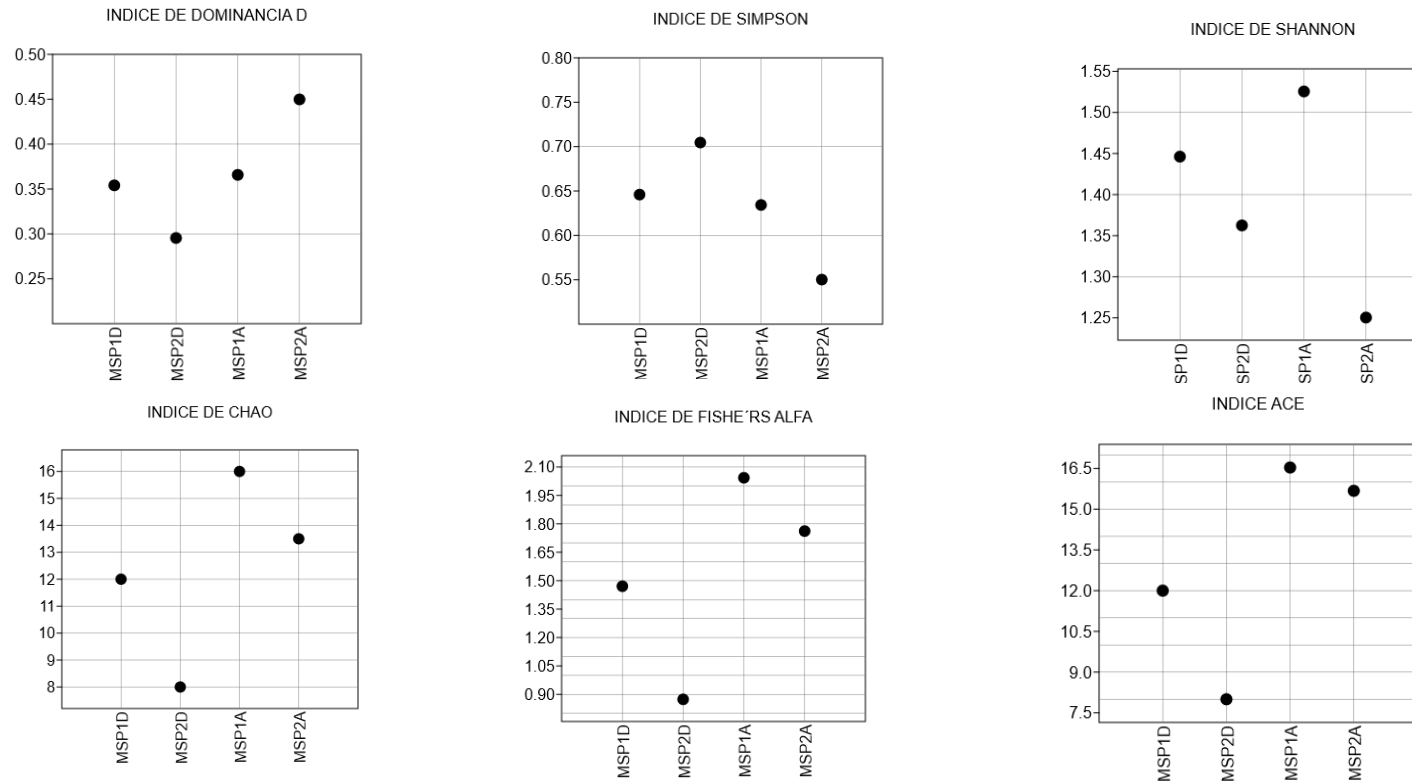 INDICE DE DOMINANCIA D
0.50
0.45
0.40
0.35
0.30
0.25
MSP1D
MSP2D
MSP1A
MSP2A
INDICE DE SIMPSON
0.80
0.75
0.70
0.65
0.60
0.55
MSP1D
MSP2D
MSP1A
MSP2A
INDICE DE SHANNON
1.55
1.50
1.45
1.40
1.35
1.30
1.25
SP1D
SP2D
SP1A
SP2A
INDICE DE CHAO
16
15
14
13
12
11
10
9
8
MSP1D
MSP2D
MSP1A
MSP2A
INDICE DE FISHE´RS ALFA
2.10
1.95
1.80
1.65
1.50
1.35
1.20
1.05
0.90
MSP1D
MSP2D
MSP1A
MSP2A
INDICE ACE
16.5
15.0
13.5
12.0
10.5
9.0
7.5
MSP1D
MSP2D
MSP1A
MSP2A